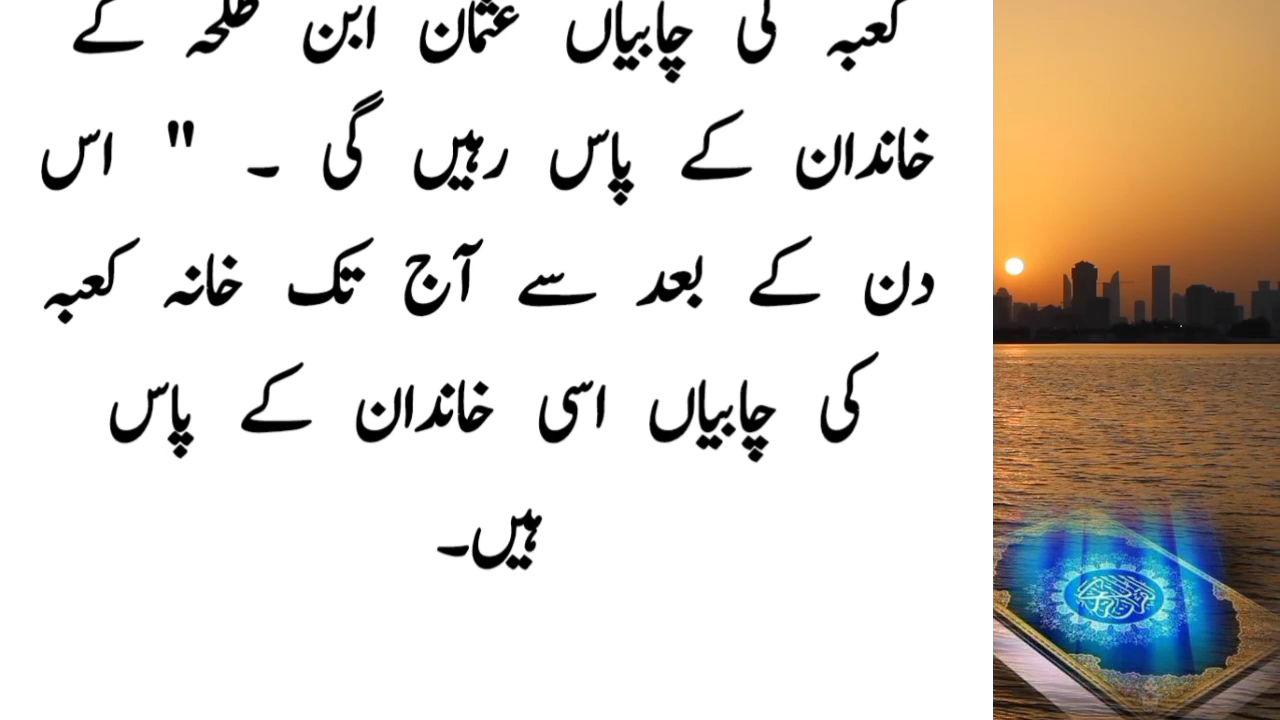 کعبہ کی چابیاں عثمان ابن طلحہ کے
خاندان کے پاس رہیں گی ۔ " اس
دن کے بعد سے آج تک خانہ کعبہ
کی چابیاں اسی خاندان کے پاس
ہیں۔